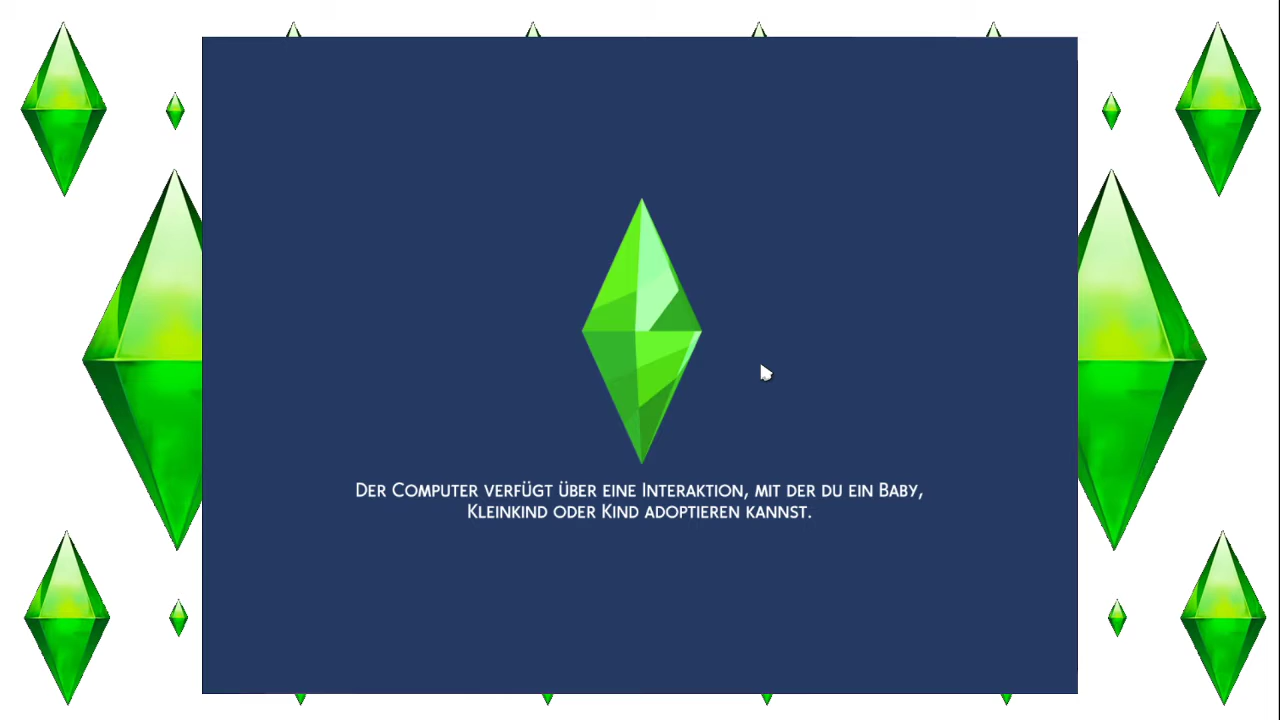 Der Computer verfügt über eine Interaktion, mit der du ein Baby,
Kleinkind oder Kind adoptieren kannst.